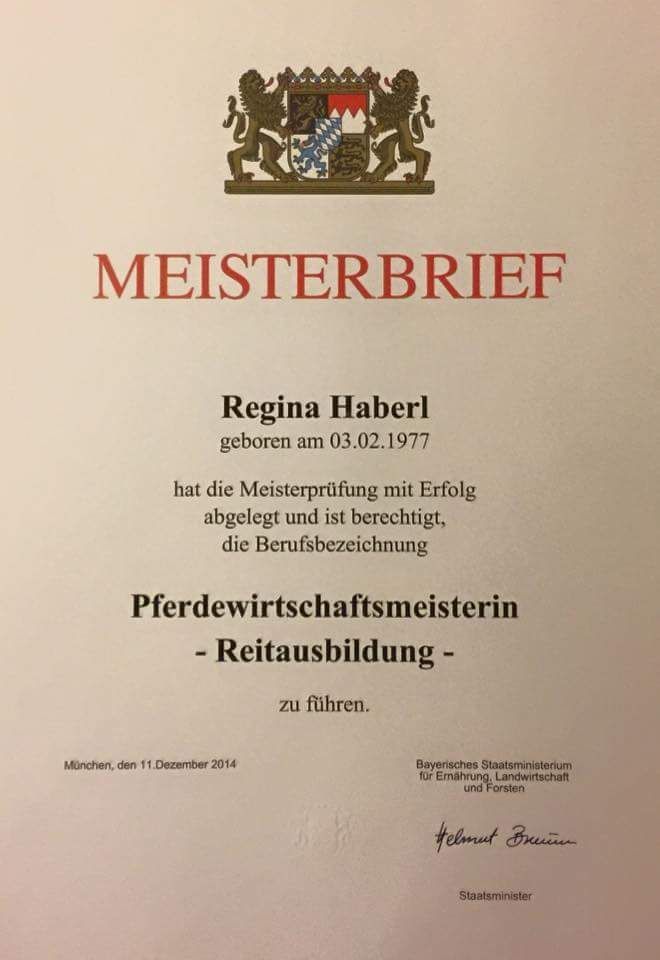 MEISTERBRIEF
Regina Haberl
geboren am 03.02.1977
hat die Meisterprüfung mit Erfolg
abgelegt und ist berechtigt,
die Berufsbezeichnung
Pferdewirtschaftsmeisterin
- Reitausbildung -
zu führen.
München, den 11.Dezember 2014
Bayerisches Staatsministerium
für Ernährung, Landwirtschaft
und Forsten
Helmut
Staatsminister